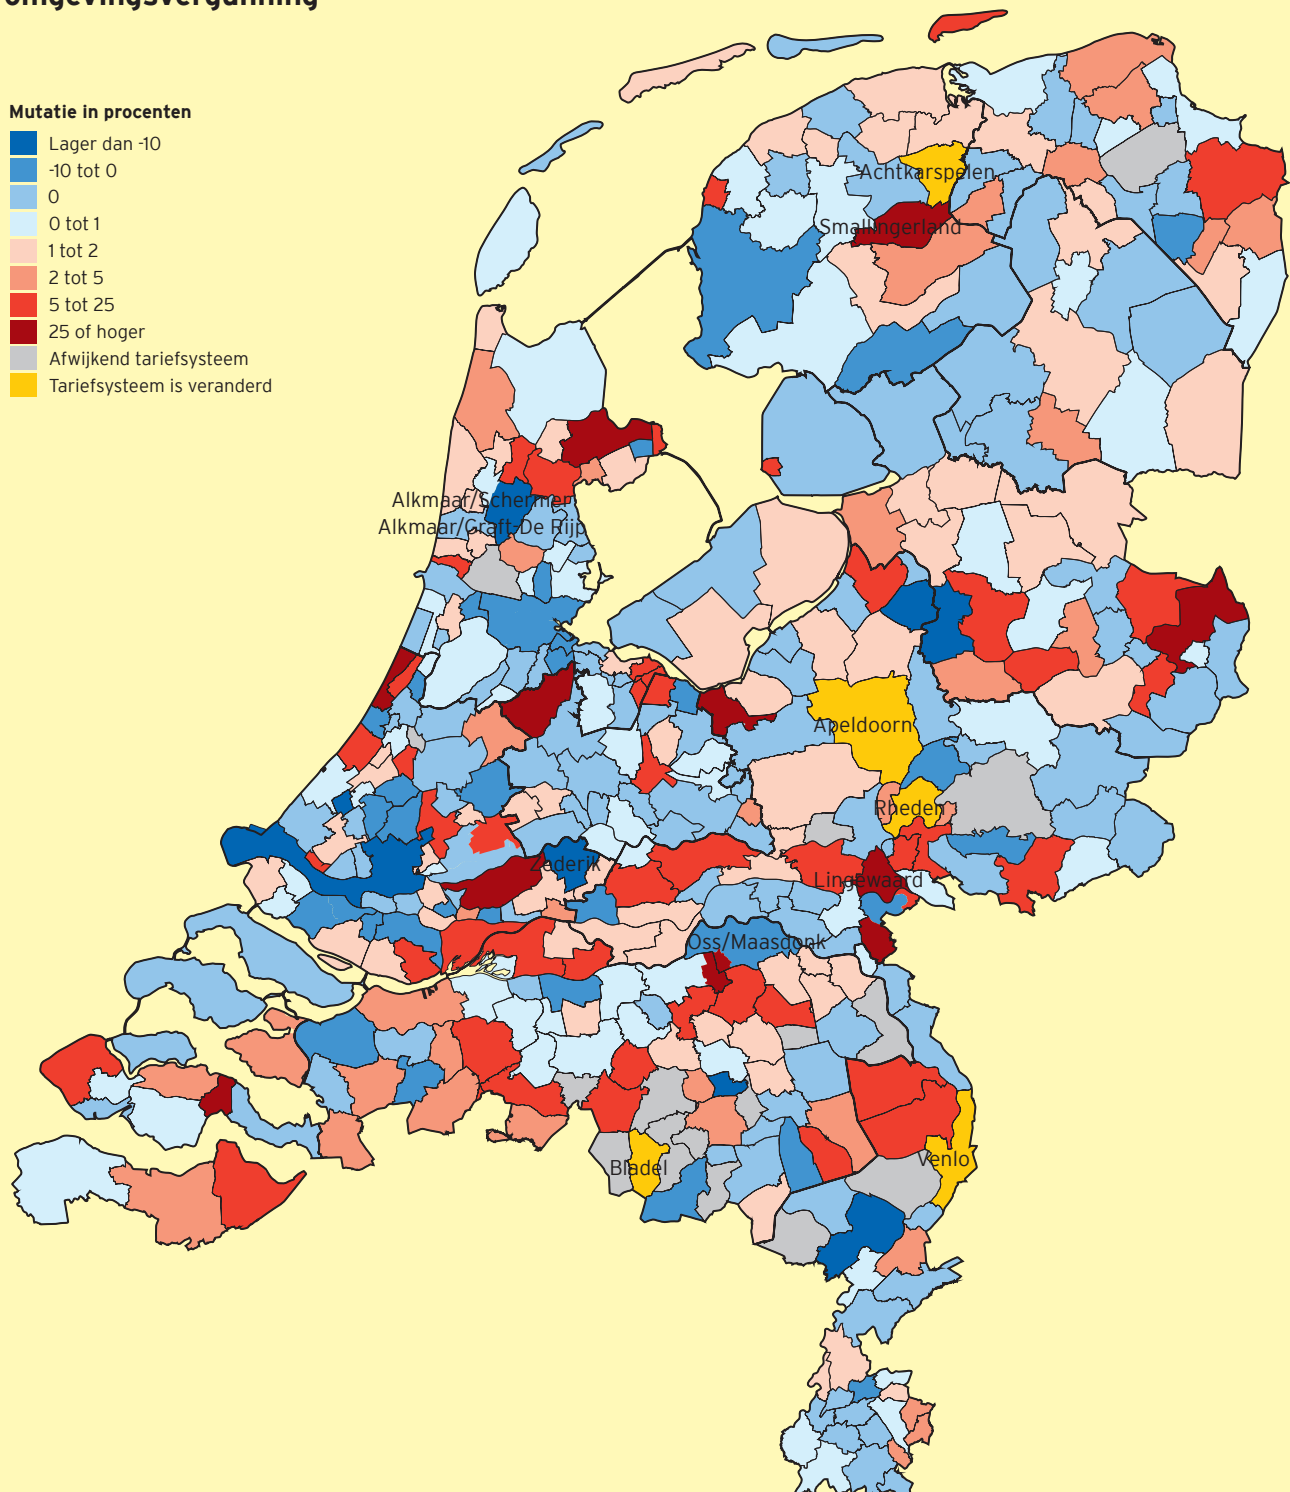 omgevingsvergunning
Mutatie in procenten
Lager dan -10
-10 tot 0
0
0 tot 1
1 tot 2
2 tot 5
5 tot 25
25 of hoger
Afwijkend tariefsysteem
Tariefsysteem is veranderd
Achtkarspelen
Smallingerland
Alkmaar/Schermer
Alkmaar/Graft-De Rijp
Apeldoorn
Rheden
Zederik
Lingewaard
Oss/Maasdonk
Bladel
Venlo